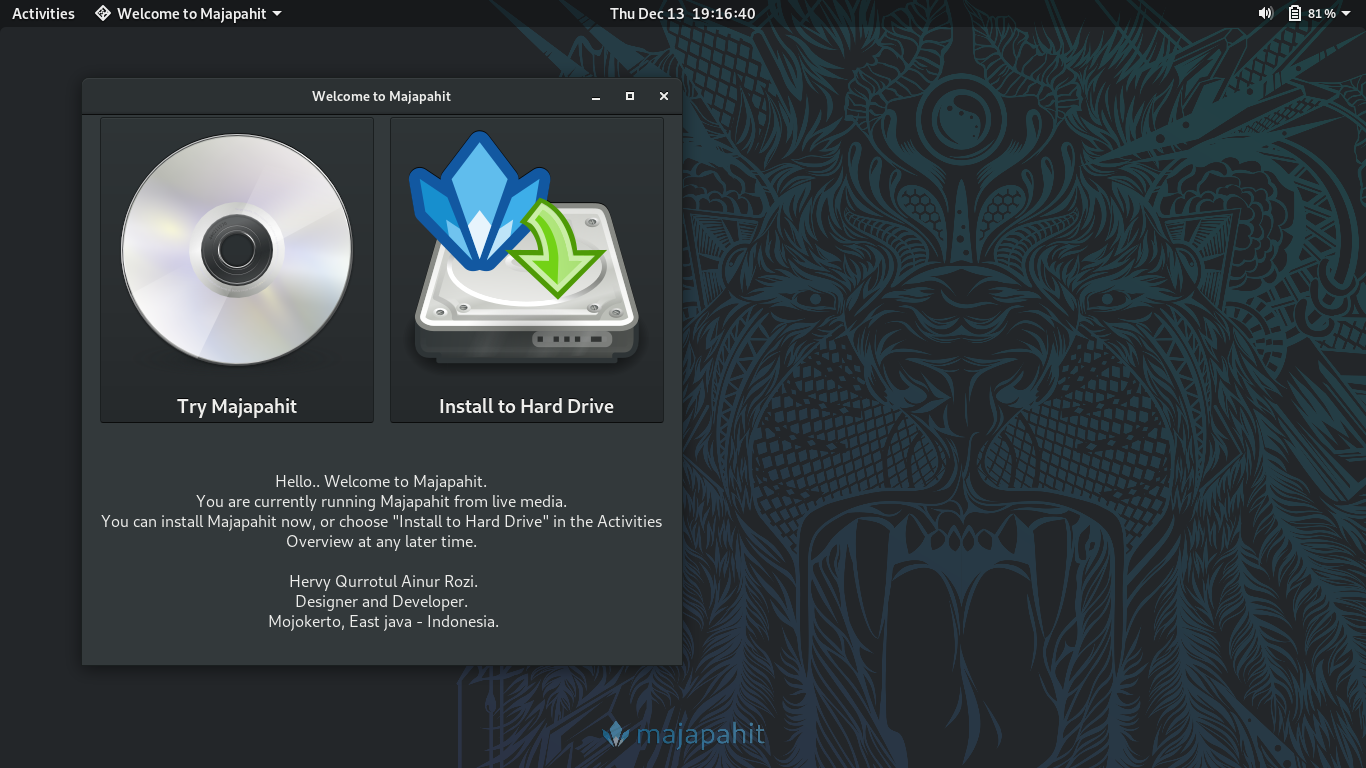 Activities
Welcome to Majapahit
Thu Dec 13 19:16:40
81%
Welcome to Majapahit
Try Majapahit
Install to Hard Drive
Hello.. Welcome to Majapahit.
You are currently running Majapahit from live media.
You can install Majapahit now, or choose "Install to Hard Drive" in the Activities
Overview at any later time.
Hervy Qurrotul Ainur Rozi.
Designer and Developer.
Mojokerto, East java - Indonesia.
majapahit